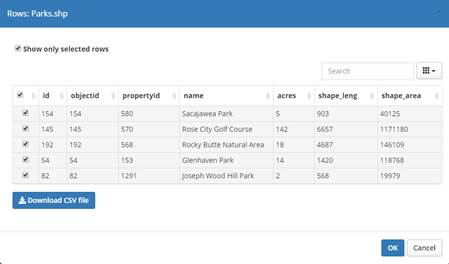 Rows: Parks.shp
Show only selected rows
Search
id objectid propertyid name acres shape_leng shape_area
154 154 580 Sacajawea Park 5 903 40125
145 145 570 Rose City Golf Course 142 6657 1171180
192 192 568 Rocky Butte Natural Area 18 4687 146109
54 54 153 Glenhaven Park 14 1420 118768
82 82 1291 Joseph Wood Hill Park 2 568 19979
Download CSV file
OK Cancel